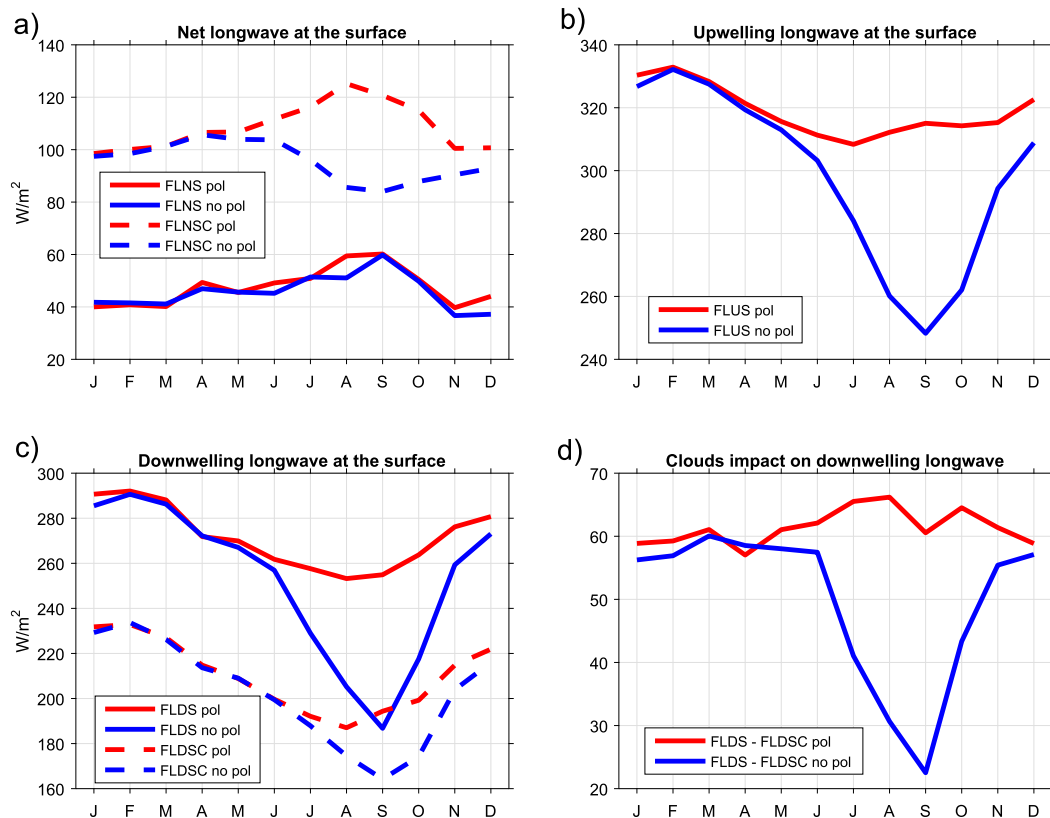 a)
Net longwave at the surface
140
120
100
80
60
40
20
W/m²
FLNS pol
FLNS no pol
FLNSC pol
FLNSC no pol
J F M A M J J A S O N D
b)
Upwelling longwave at the surface
340
320
300
280
260
240
FLUS pol
FLUS no pol
J F M A M J J A S O N D
c)
Downwelling longwave at the surface
300
280
260
240
220
200
180
160
W/m²
FLDS pol
FLDS no pol
FLDSC pol
FLDSC no pol
J F M A M J J A S O N D
d)
Clouds impact on downwelling longwave
70
60
50
40
30
20
FLDS - FLDSC pol
FLDS - FLDSC no pol
J F M A M J J A S O N D